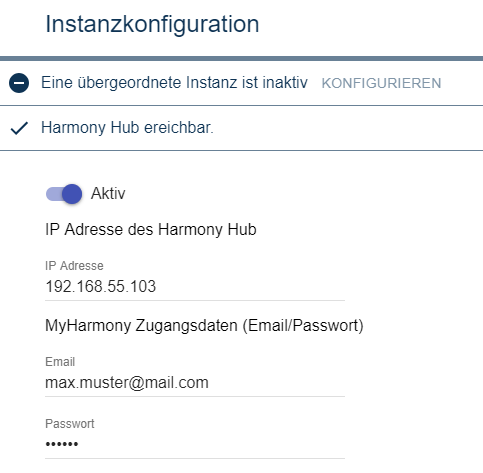 Instanzkonfiguration
Eine übergeordnete Instanz ist inaktiv KONFIGURIEREN
Harmony Hub ereichbar.
Aktiv
IP Adresse des Harmony Hub
IP Adresse
192.168.55.103
MyHarmony Zugangsdaten (Email/Passwort)
Email
max.muster@mail.com
Passwort
••••••